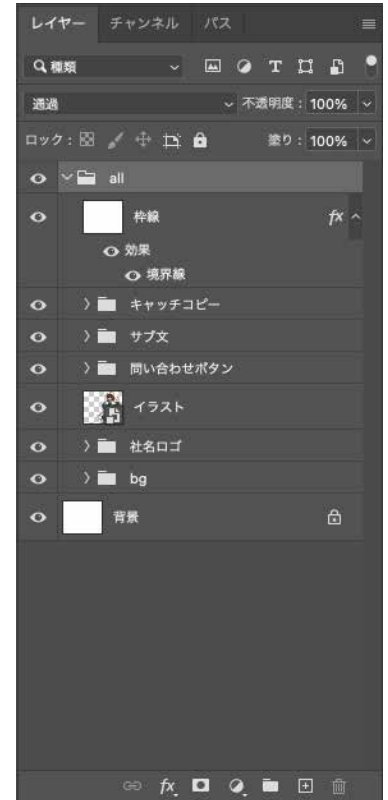 レイヤー チャンネル パス
種類
通過 不透明度: 100%
ロック: 塗り: 100%
all
枠線 fx
効果
境界線
キャッチコピー
サブ文
問い合わせボタン
イラスト
社名ロゴ
bg
背景
fx